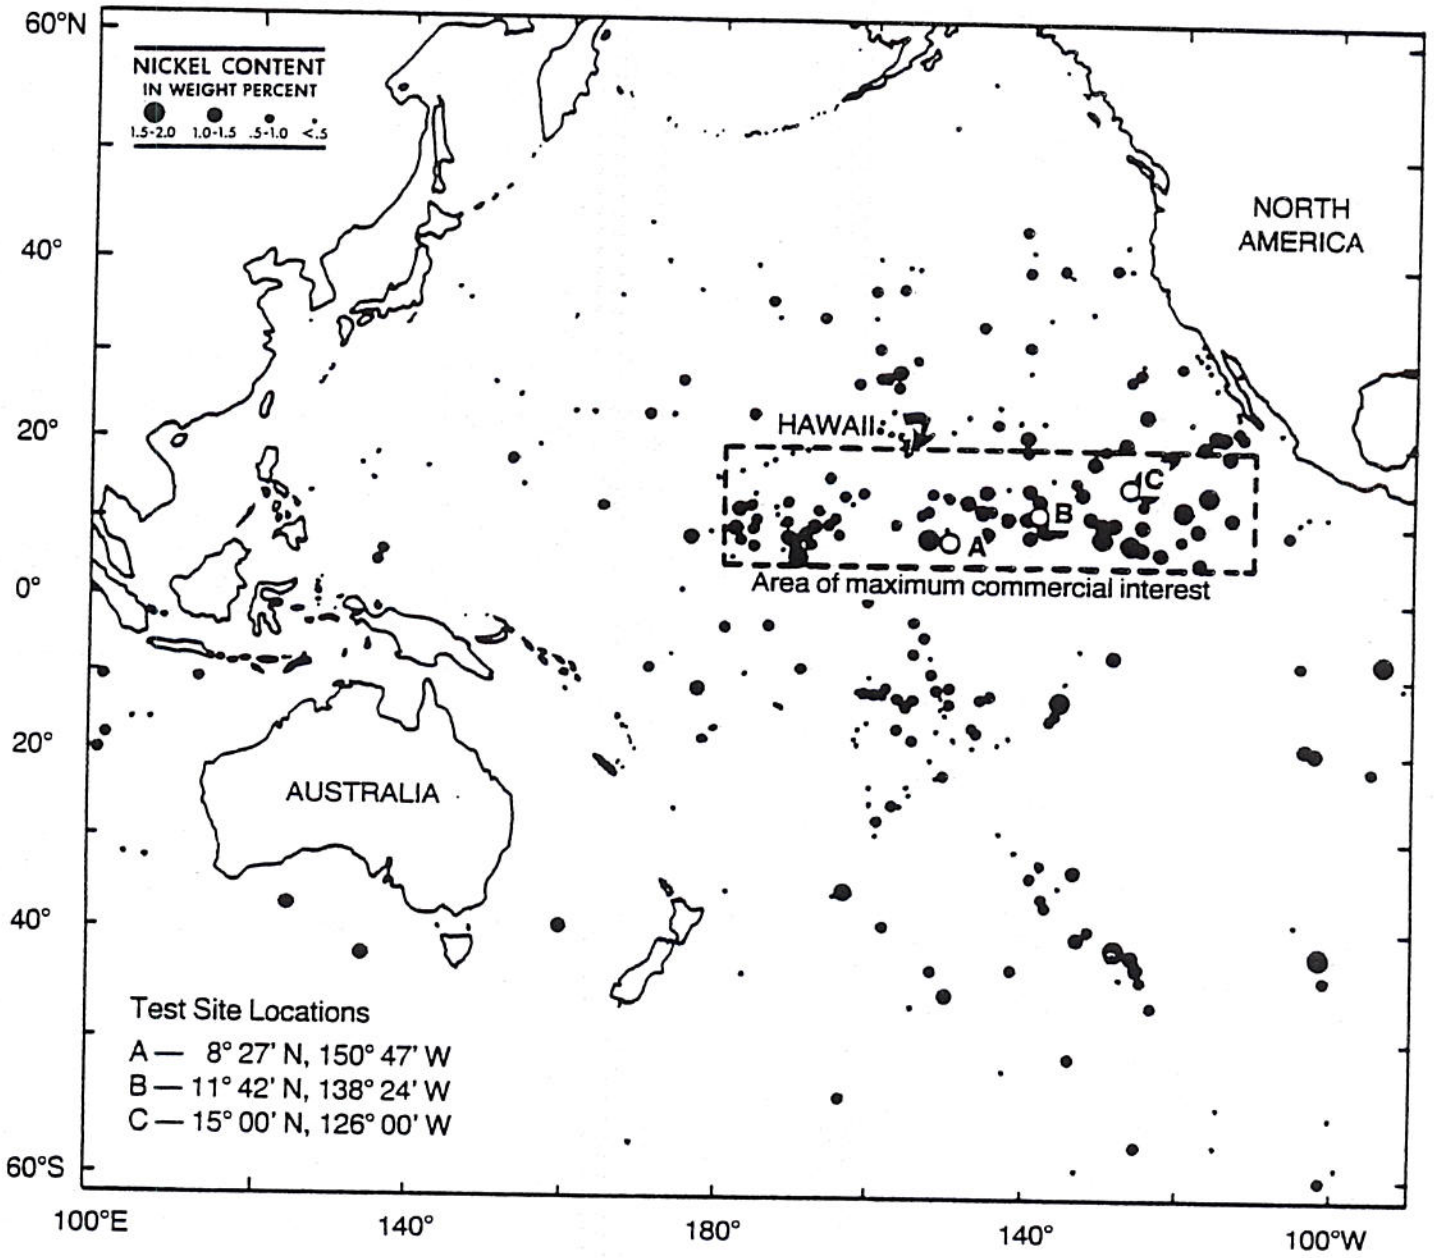 60°N
NICKEL CONTENT
IN WEIGHT PERCENT
1.5-2.0 1.0-1.5 .5-1.0 <.5
NORTH
AMERICA
40°
20°
HAWAII
C
B
A
Area of maximum commercial interest
0°
20°
AUSTRALIA
40°
Test Site Locations
A — 8° 27' N, 150° 47' W
B — 11° 42' N, 138° 24' W
C — 15° 00' N, 126° 00' W
60°S
100°E 140° 180° 140° 100°W